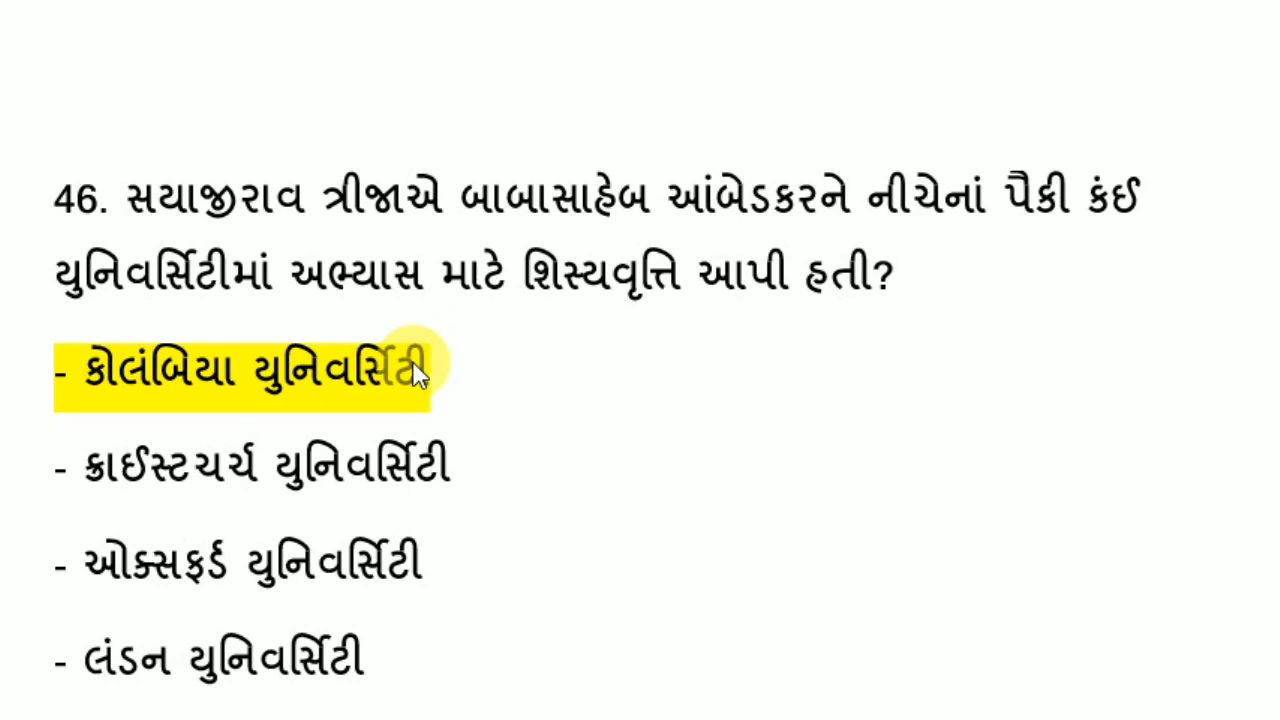 46. સયાજીરાવ ત્રીજાએ બાબાસાહેબ આંબેડકરને નીચેનાં પૈકી કંઈ
યુનિવર્સિટીમાં અભ્યાસ માટે શિસ્યવૃત્તિ આપી હતી?
- કોલંબિયા યુનિવર્સિટી
- ક્રાઈસ્ટચર્ચ યુનિવર્સિટી
- ઓક્સફર્ડ યુનિવર્સિટી
- લંડન યુનિવર્સિટી